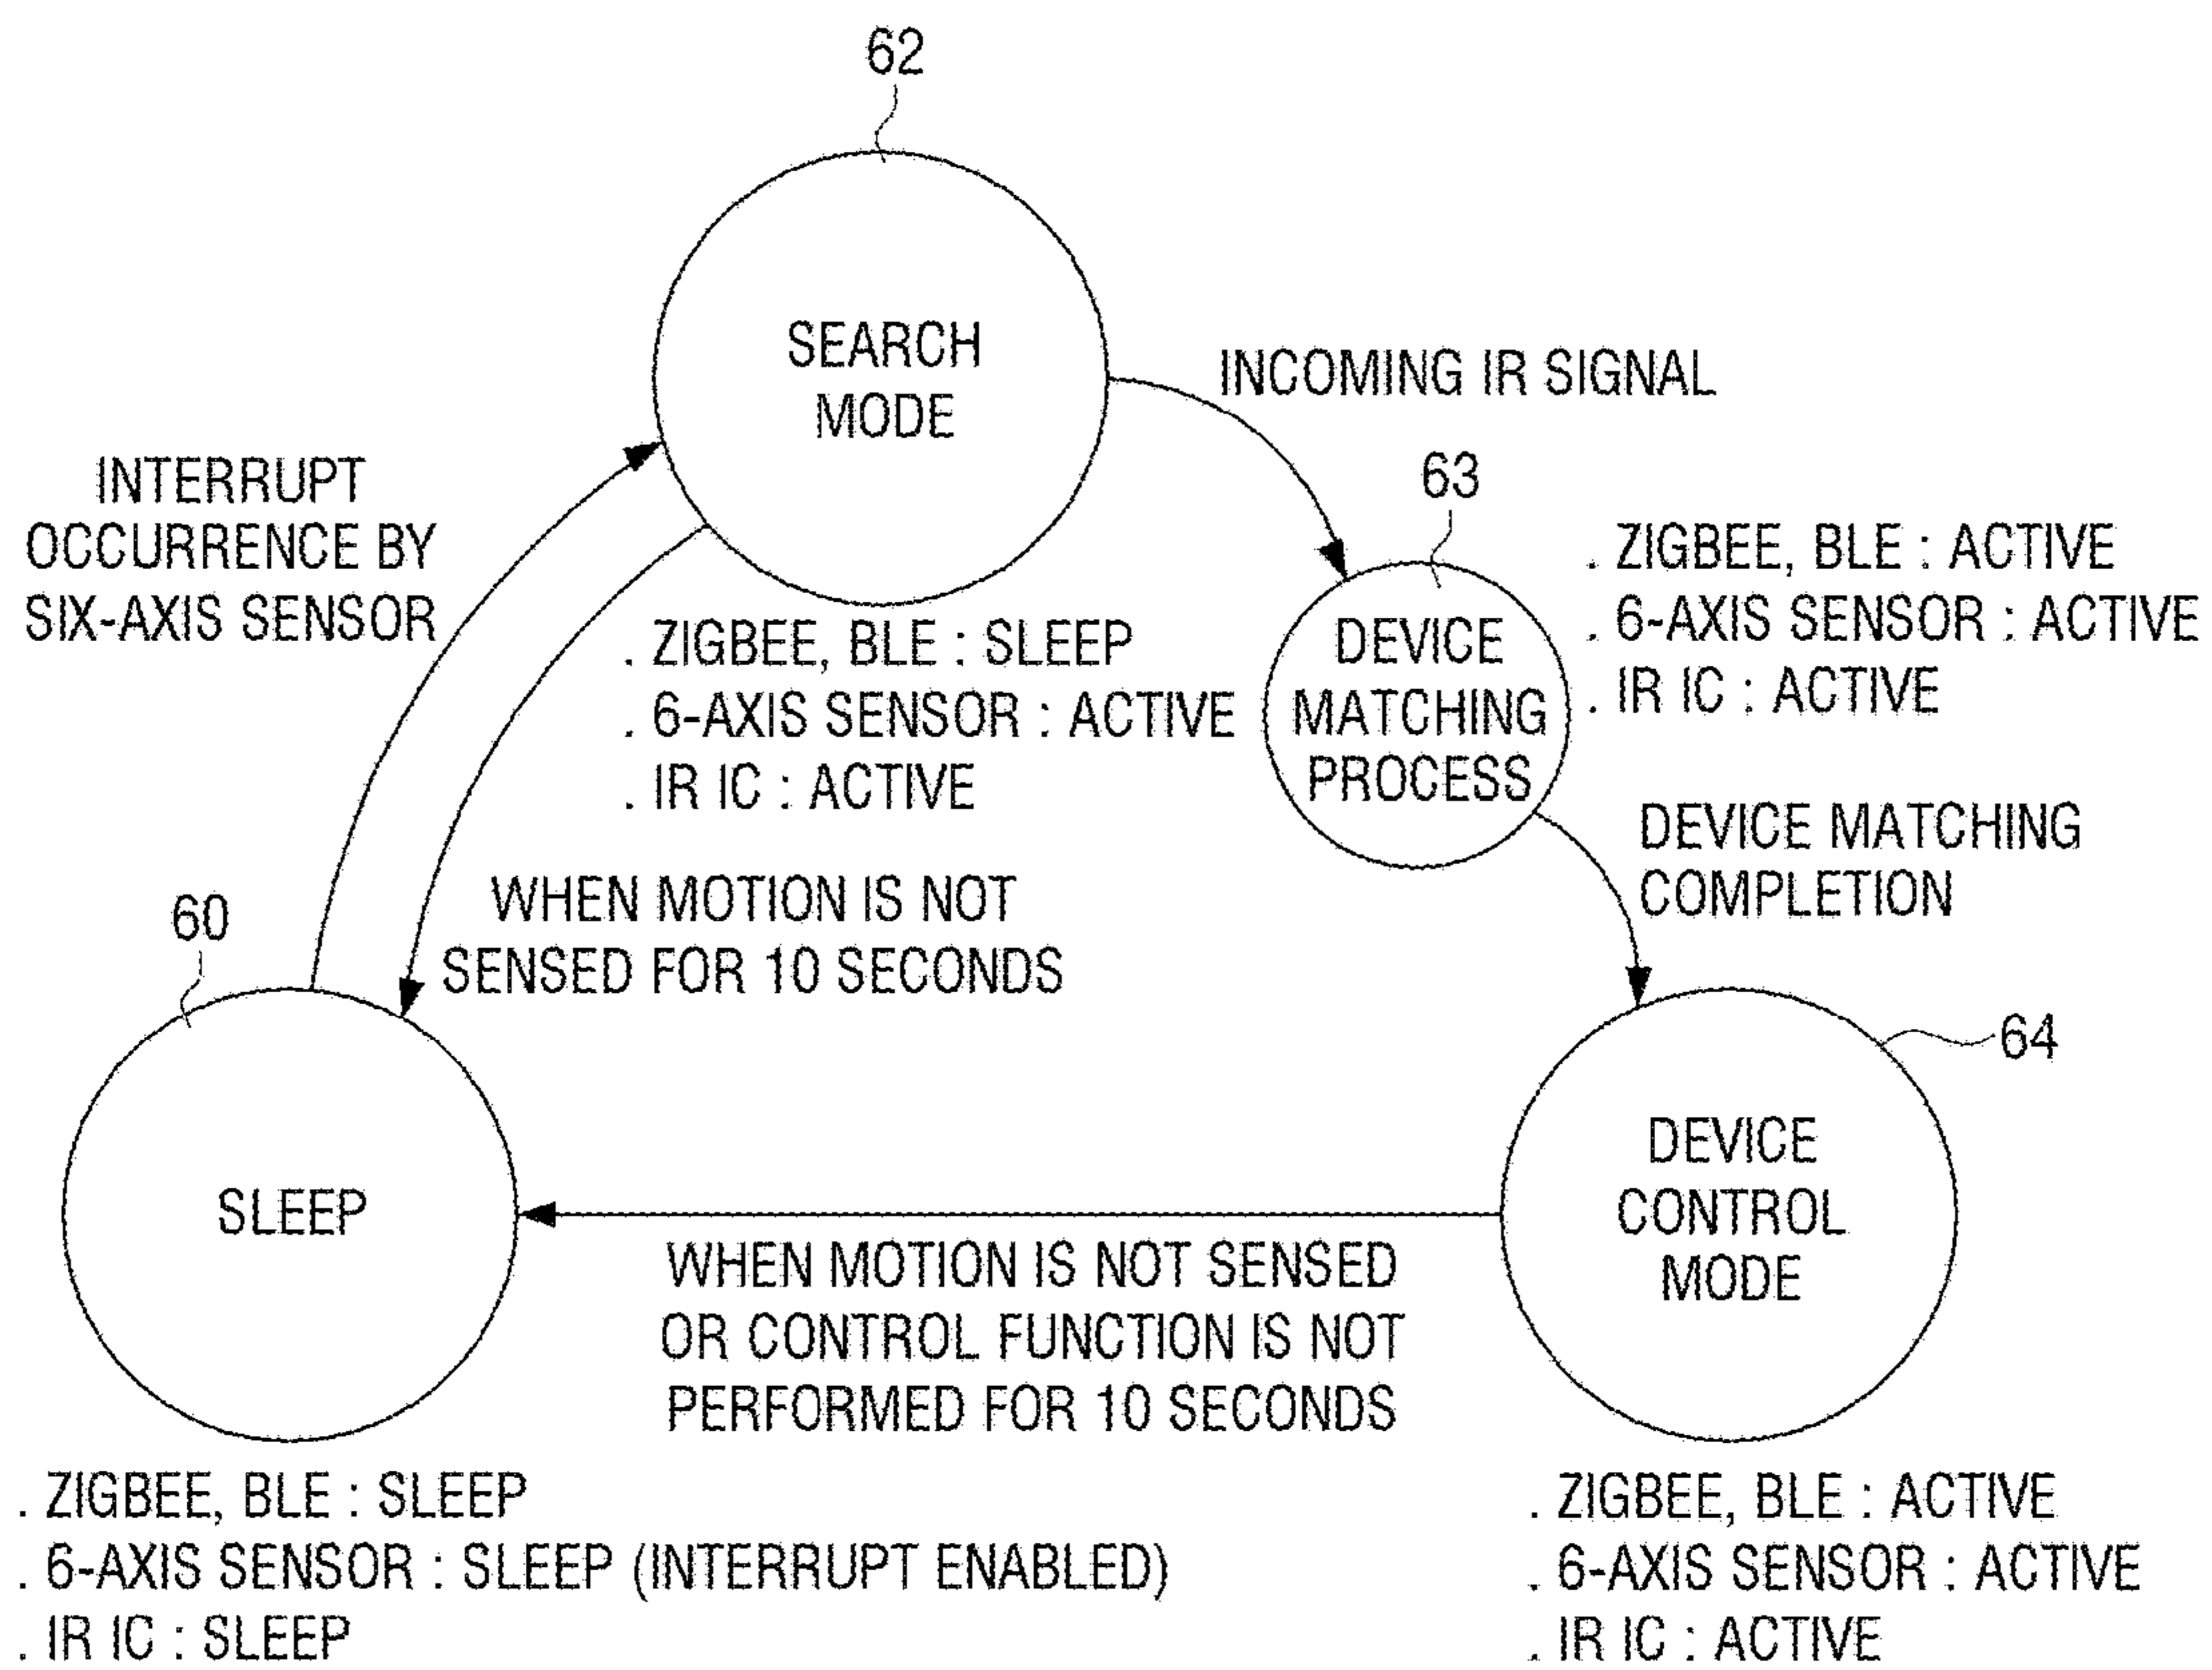 62
SEARCH
MODE
INCOMING IR SIGNAL
INTERRUPT
OCCURRENCE BY
SIX-AXIS SENSOR
. ZIGBEE, BLE : SLEEP
. 6-AXIS SENSOR : ACTIVE
. IR IC : ACTIVE
63
DEVICE
MATCHING
PROCESS
. ZIGBEE, BLE : ACTIVE
. 6-AXIS SENSOR : ACTIVE
. IR IC : ACTIVE
WHEN MOTION IS NOT
SENSED FOR 10 SECONDS
DEVICE MATCHING
COMPLETION
60
SLEEP
64
DEVICE
CONTROL
MODE
WHEN MOTION IS NOT SENSED
OR CONTROL FUNCTION IS NOT
PERFORMED FOR 10 SECONDS
. ZIGBEE, BLE : SLEEP
. 6-AXIS SENSOR : SLEEP (INTERRUPT ENABLED)
. IR IC : SLEEP
. ZIGBEE, BLE : ACTIVE
. 6-AXIS SENSOR : ACTIVE
. IR IC : ACTIVE